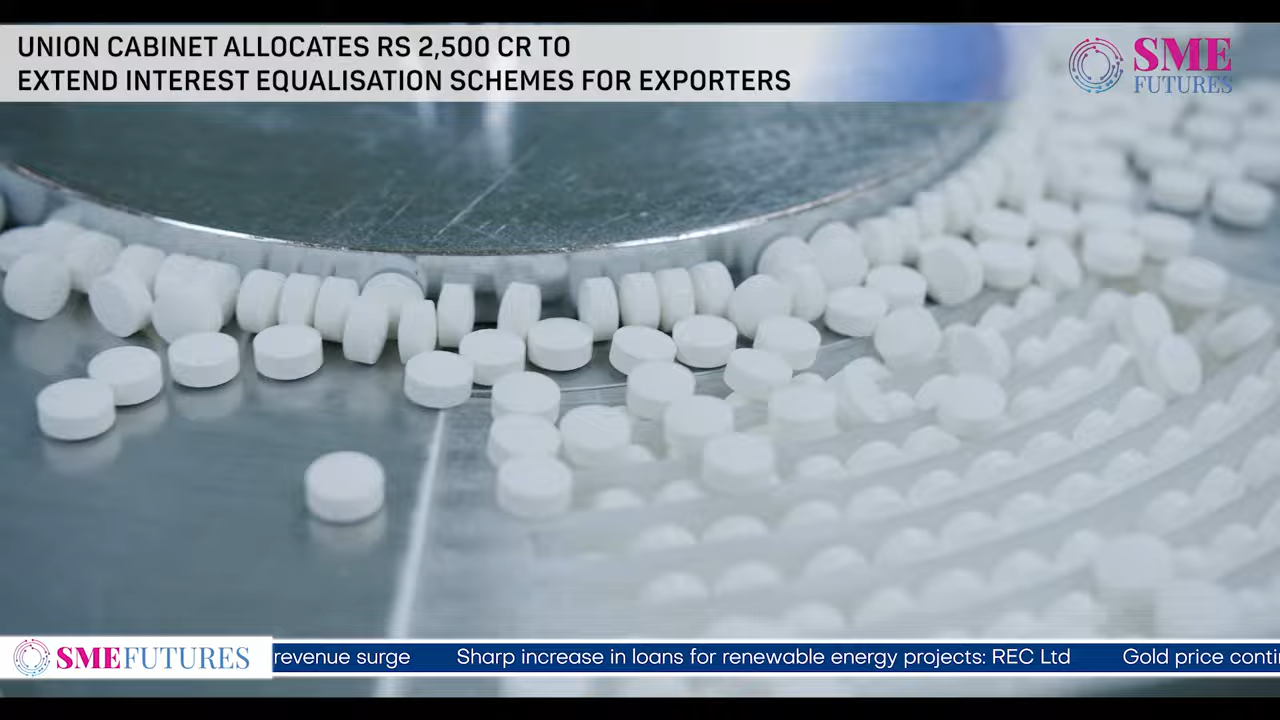 UNION CABINET ALLOCATES RS 2,500 CR TO
EXTEND INTEREST EQUALISATION SCHEMES FOR EXPORTERS
SME
FUTURES
SMEFUTURES
revenue surge
Sharp increase in loans for renewable energy projects: REC Ltd
Gold price